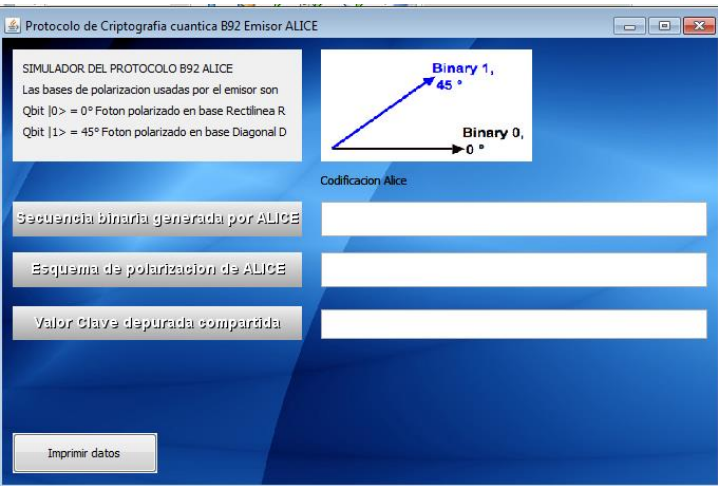 Protocolo de Criptografia cuantica B92 Emisor ALICE
SIMULADOR DEL PROTOCOLO B92 ALICE
Las bases de polarizacion usadas por el emisor son
Qbit |0> = 0º Foton polarizado en base Rectilinea R
Qbit |1> = 45º Foton polarizado en base Diagonal D
Binary 1,
45 °
Binary 0,
0 °
Codificacion Alice
Secuencia binaria generada por ALICE
Esquema de polarizacion de ALICE
Valor Clave depurada compartida
Imprimir datos